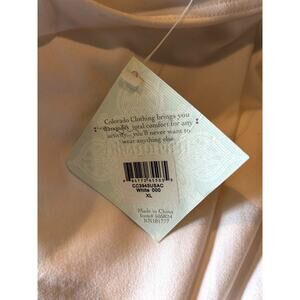 Colorado Clothing brings you
total comfort for any
activity... you'll never want to
wear anything else.
CC3945USAC
White 000
XL
Made in China